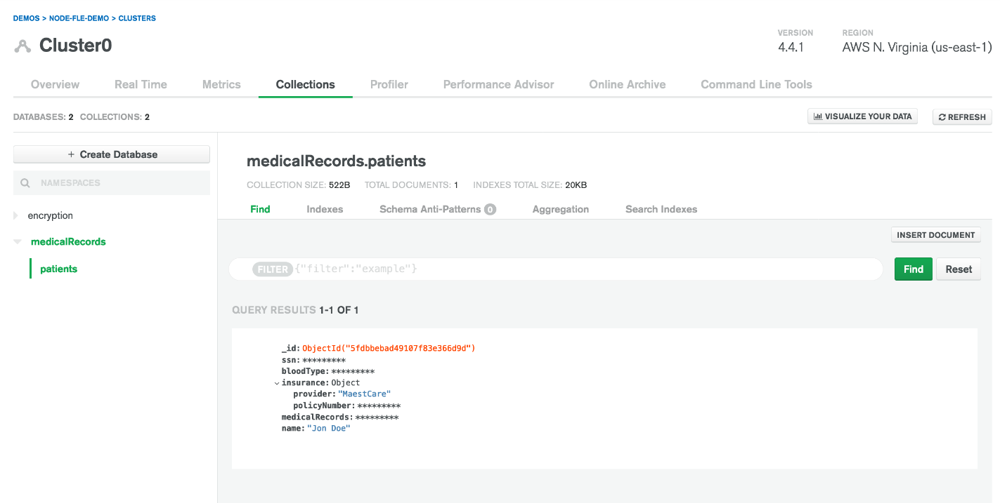 DEMOS > NODE-FLE-DEMO > CLUSTERS
Cluster0
VERSION
4.4.1
REGION
AWS N. Virginia (us-east-1)
Overview Real Time Metrics Collections Profiler Performance Advisor Online Archive Command Line Tools
DATABASES: 2 COLLECTIONS: 2
VISUALIZE YOUR DATA
REFRESH
+ Create Database
NAMESPACES
encryption
medicalRecords
patients
medicalRecords.patients
COLLECTION SIZE: 522B TOTAL DOCUMENTS: 1 INDEXES TOTAL SIZE: 20KB
Find Indexes Schema Anti-Patterns 0 Aggregation Search Indexes
INSERT DOCUMENT
FILTER {"filter":"example"}
Find
Reset
QUERY RESULTS 1-1 OF 1
_id: ObjectId("5fdbbebad49107f83e366d9d")
ssn: *********
bloodType: *********
insurance: Object
provider: "MaestCare"
policyNumber: *********
medicalRecords: *********
name: "Jon Doe"